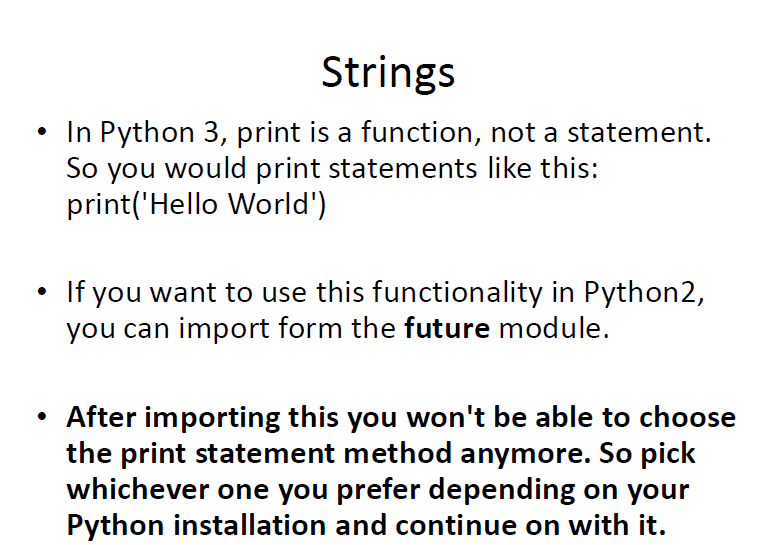 Strings
• In Python 3, print is a function, not a statement.
So you would print statements like this:
print('Hello World')
• If you want to use this functionality in Python2,
you can import form the future module.
• After importing this you won't be able to choose
the print statement method anymore. So pick
whichever one you prefer depending on your
Python installation and continue on with it.